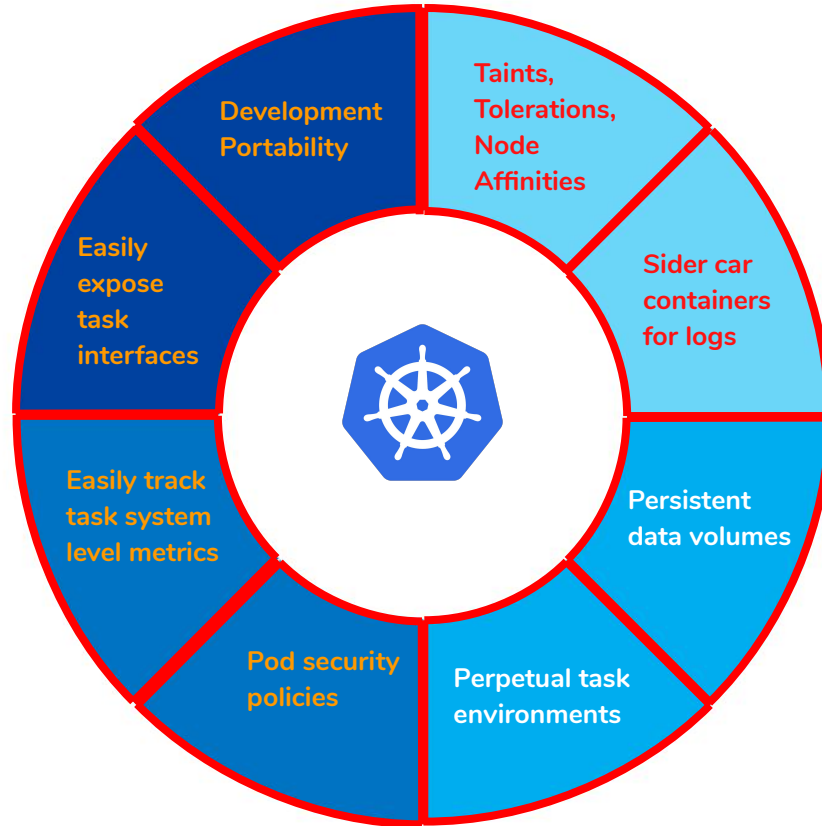 Taints,
Tolerations,
Node
Affinities
Sider car
containers
for logs
Persistent
data volumes
Perpetual task
environments
Pod security
policies
Easily track
task system
level metrics
Easily
expose
task
interfaces
Development
Portability